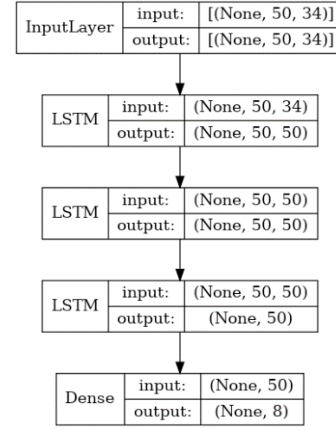 InputLayer
input: [(None, 50, 34)]
output: [(None, 50, 34)]
LSTM
input: (None, 50, 34)
output: (None, 50, 50)
LSTM
input: (None, 50, 50)
output: (None, 50, 50)
LSTM
input: (None, 50, 50)
output: (None, 50)
Dense
input: (None, 50)
output: (None, 8)